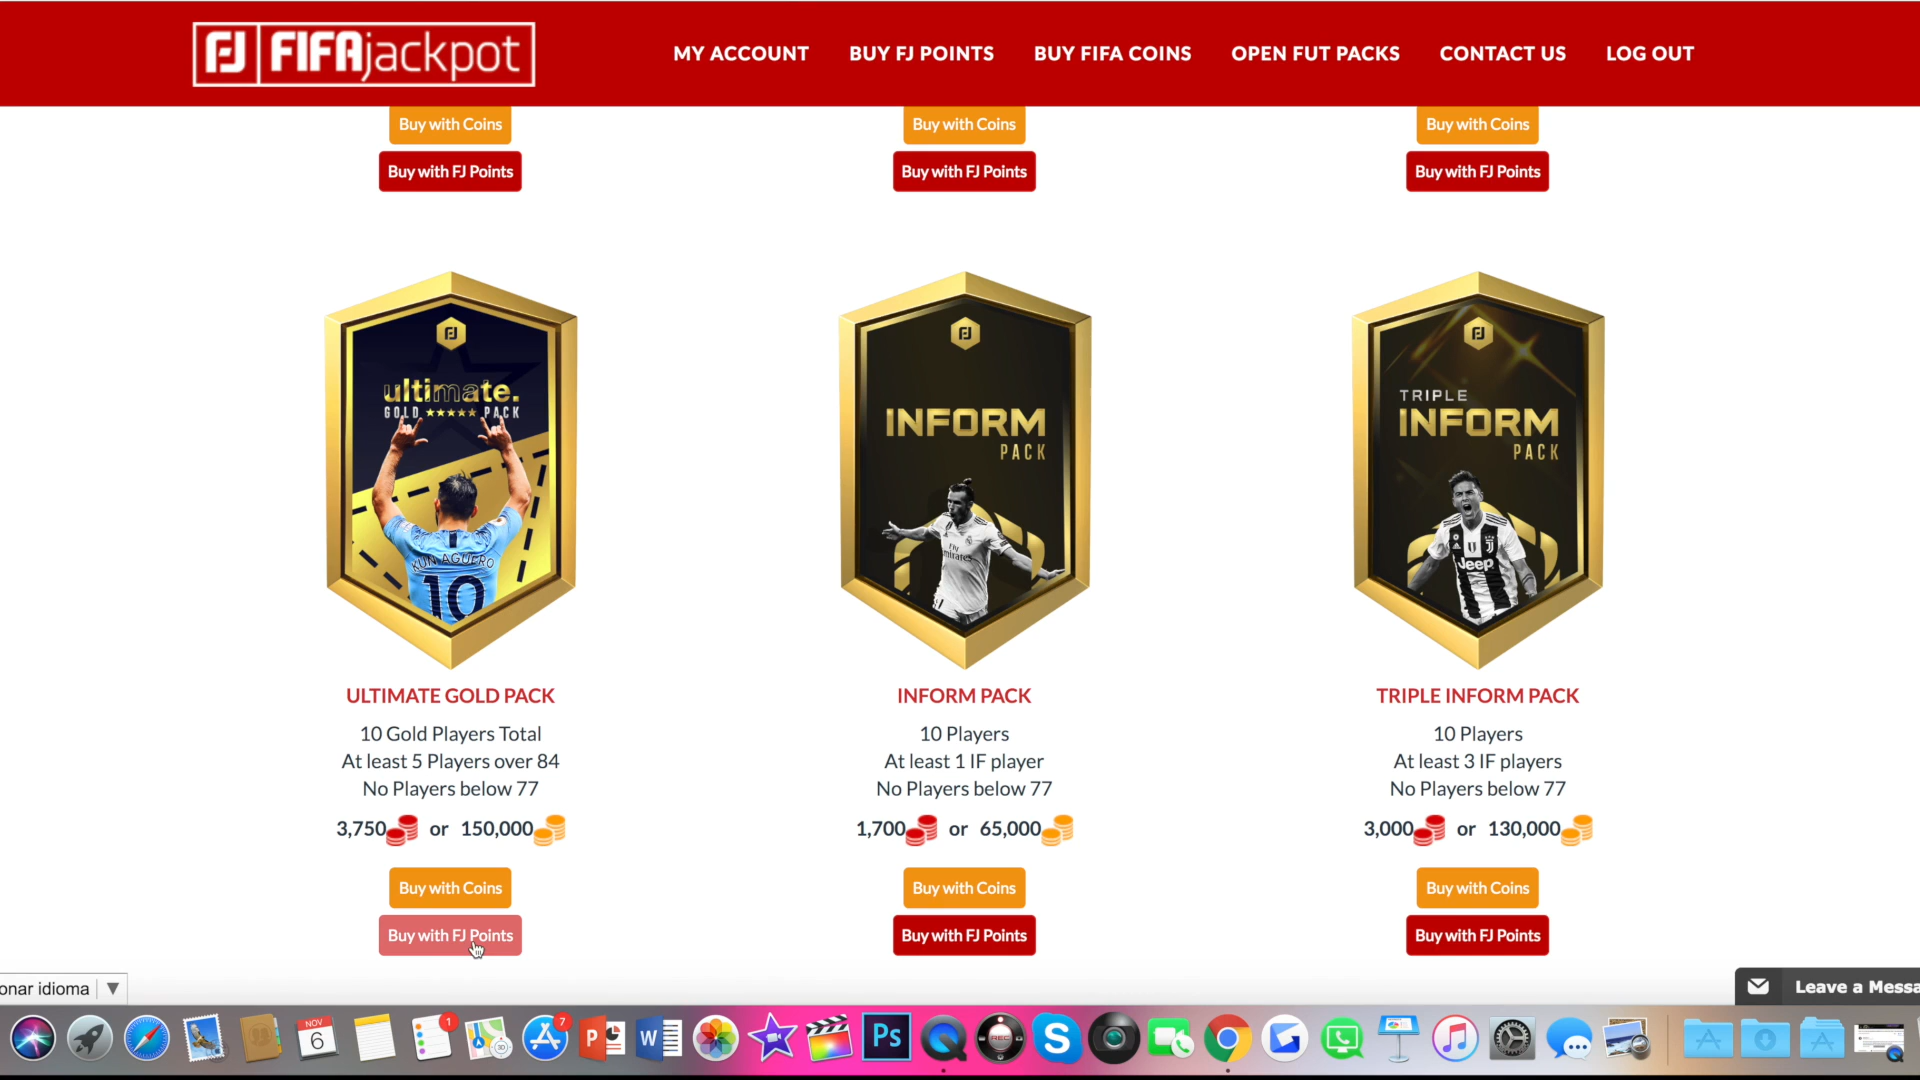 FJ FIFAjackpot
MY ACCOUNT BUY FJ POINTS BUY FIFA COINS OPEN FUT PACKS CONTACT US LOG OUT
Buy with Coins Buy with Coins Buy with Coins
Buy with FJ Points Buy with FJ Points Buy with FJ Points
FJ
ultimate.
GOLD ★★★★★ PACK
KUN AGÜERO
10
FJ
INFORM
PACK
Fly
Emirates
FJ
TRIPLE
INFORM
PACK
Jeep
ULTIMATE GOLD PACK
10 Gold Players Total
At least 5 Players over 84
No Players below 77
3,750 or 150,000
Buy with Coins
Buy with FJ Points
INFORM PACK
10 Players
At least 1 IF player
No Players below 77
1,700 or 65,000
Buy with Coins
Buy with FJ Points
TRIPLE INFORM PACK
10 Players
At least 3 IF players
No Players below 77
3,000 or 130,000
Buy with Coins
Buy with FJ Points
onar idioma ▼
Leave a Messa
NOV
6
1
3D
7
P
W
Ps
REC
S